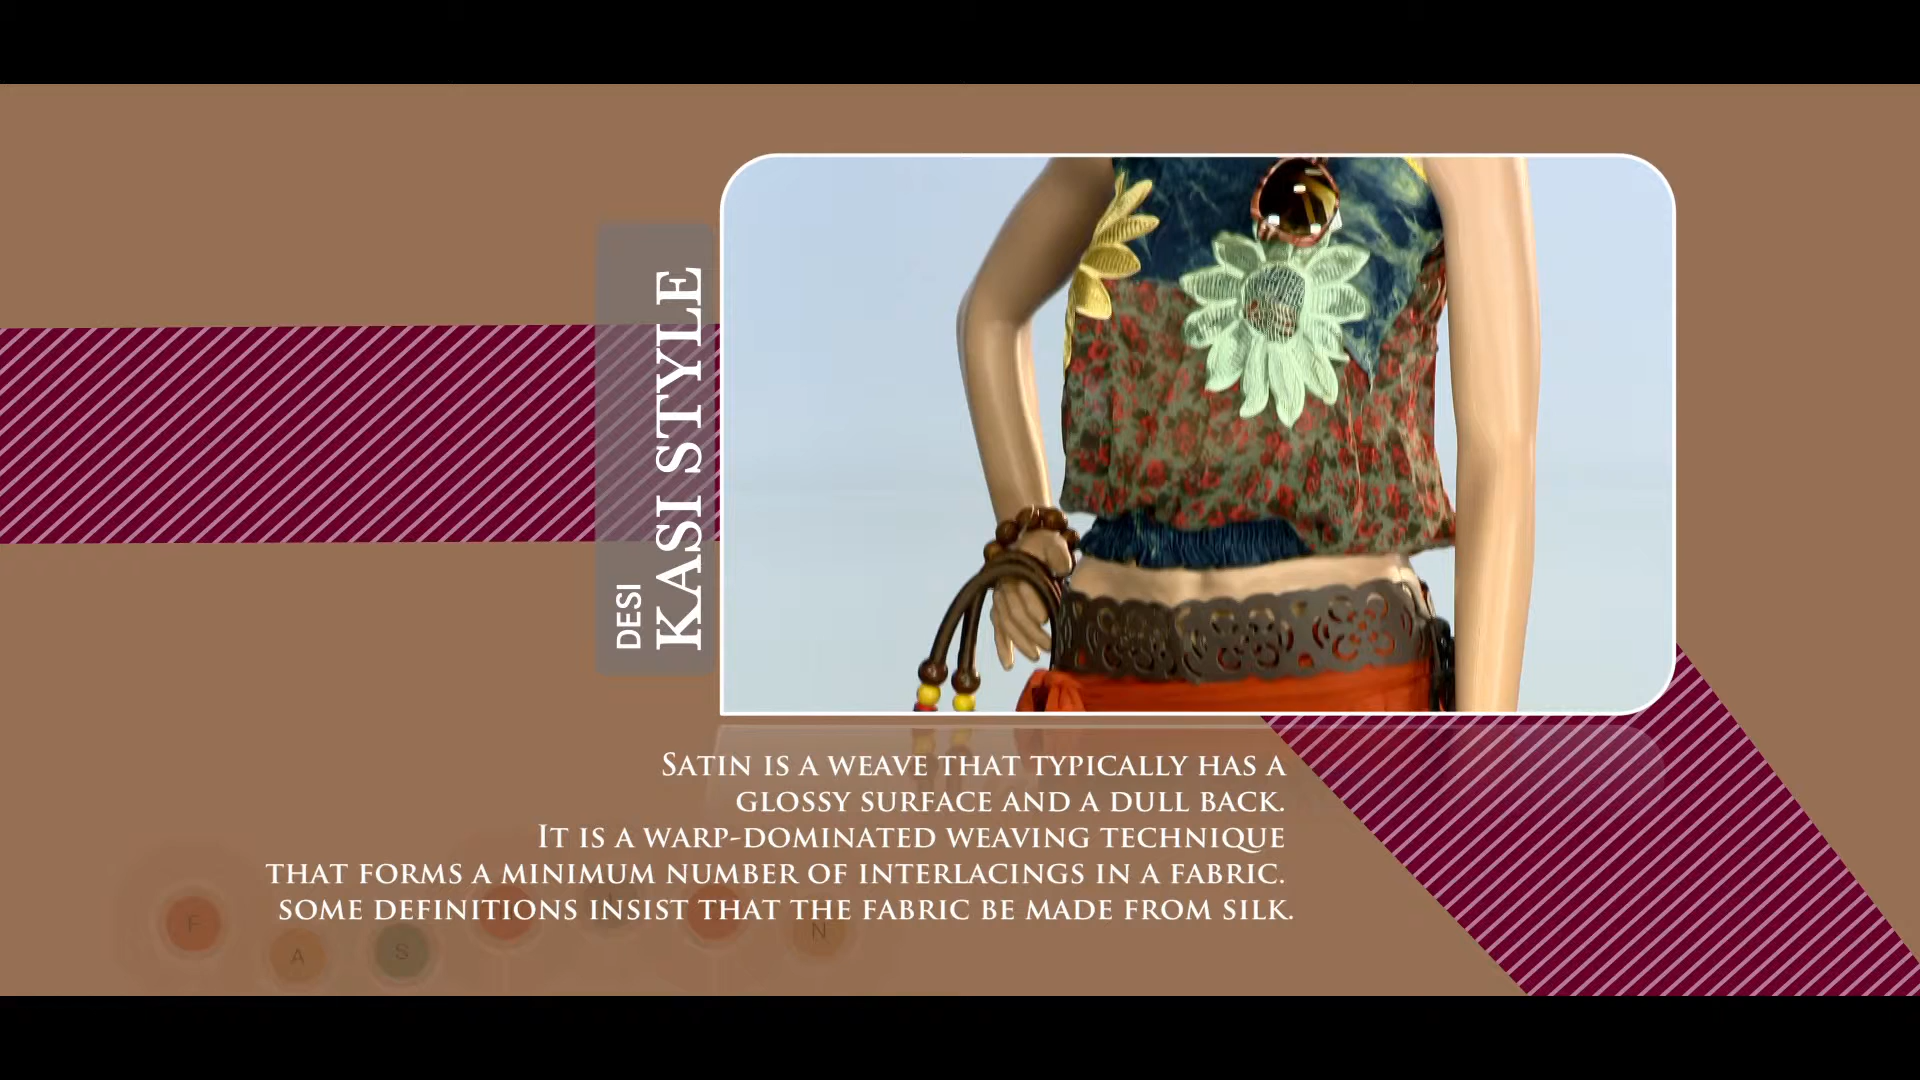 DESI
KASI STYLE
Satin is a weave that typically has a
glossy surface and a dull back.
It is a warp-dominated weaving technique
that forms a minimum number of interlacings in a fabric.
some definitions insist that the fabric be made from silk.
F
A
S
N